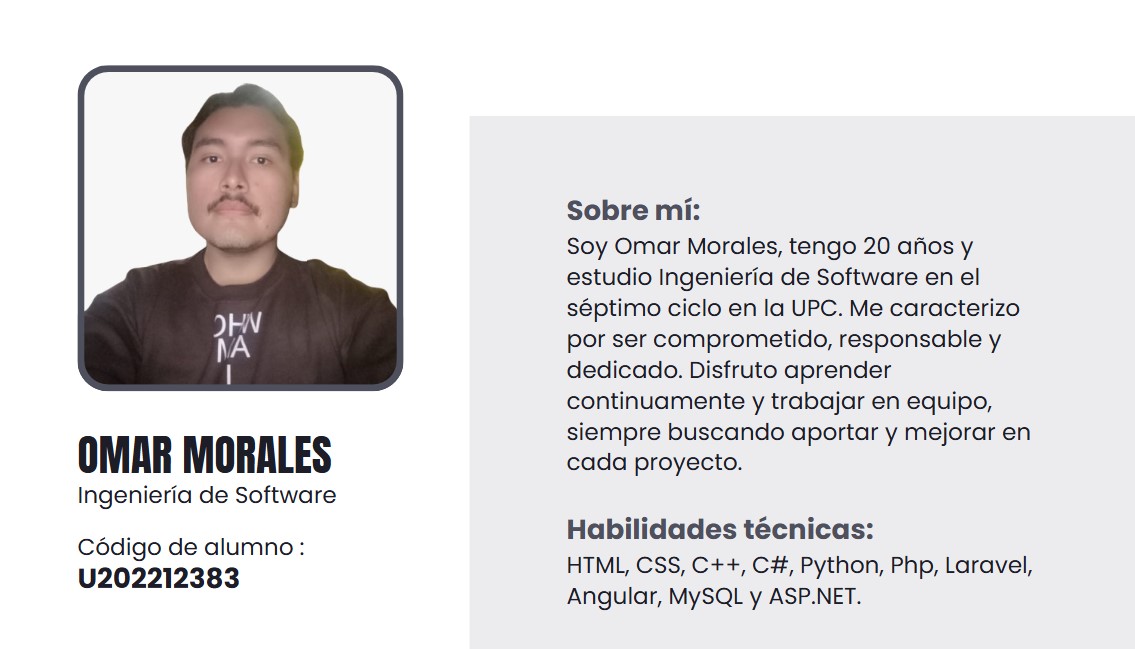 OMAR MORALES
Ingeniería de Software
Código de alumno :
U202212383
Sobre mí:
Soy Omar Morales, tengo 20 años y
estudio Ingeniería de Software en el
séptimo ciclo en la UPC. Me caracterizo
por ser comprometido, responsable y
dedicado. Disfruto aprender
continuamente y trabajar en equipo,
siempre buscando aportar y mejorar en
cada proyecto.
Habilidades técnicas:
HTML, CSS, C++, C#, Python, Php, Laravel,
Angular, MySQL y ASP.NET.